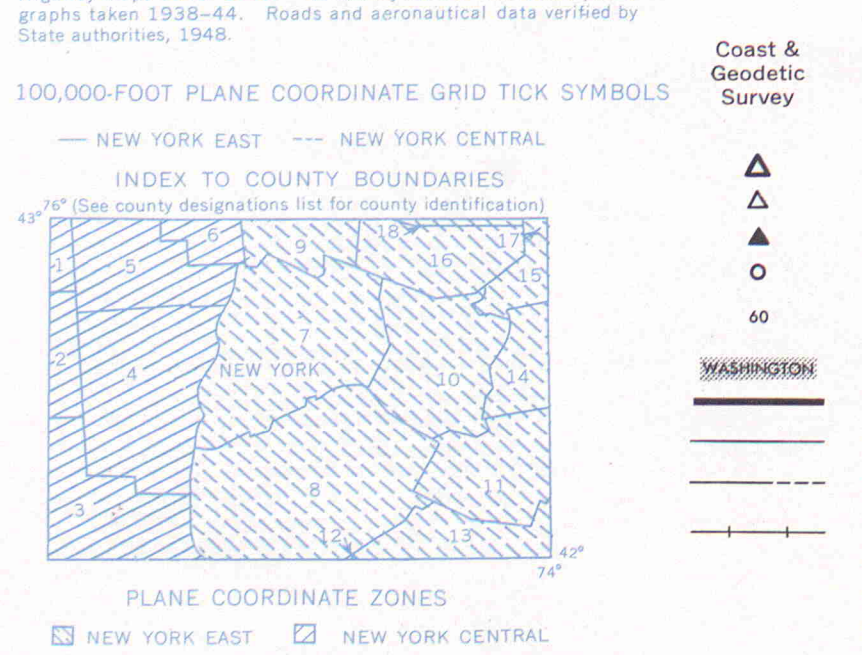 graphs taken 1938–44. Roads and aeronautical data verified by
State authorities, 1948.
100,000-FOOT PLANE COORDINATE GRID TICK SYMBOLS
NEW YORK EAST --- NEW YORK CENTRAL
INDEX TO COUNTY BOUNDARIES
43° 76° (See county designations list for county identification)
18
17
6
9
16
1
5
15
7
2
4
NEW YORK
10
14
8
11
3
12
13
42°
74°
PLANE COORDINATE ZONES
NEW YORK EAST NEW YORK CENTRAL
Coast &
Geodetic
Survey
60
WASHINGTON